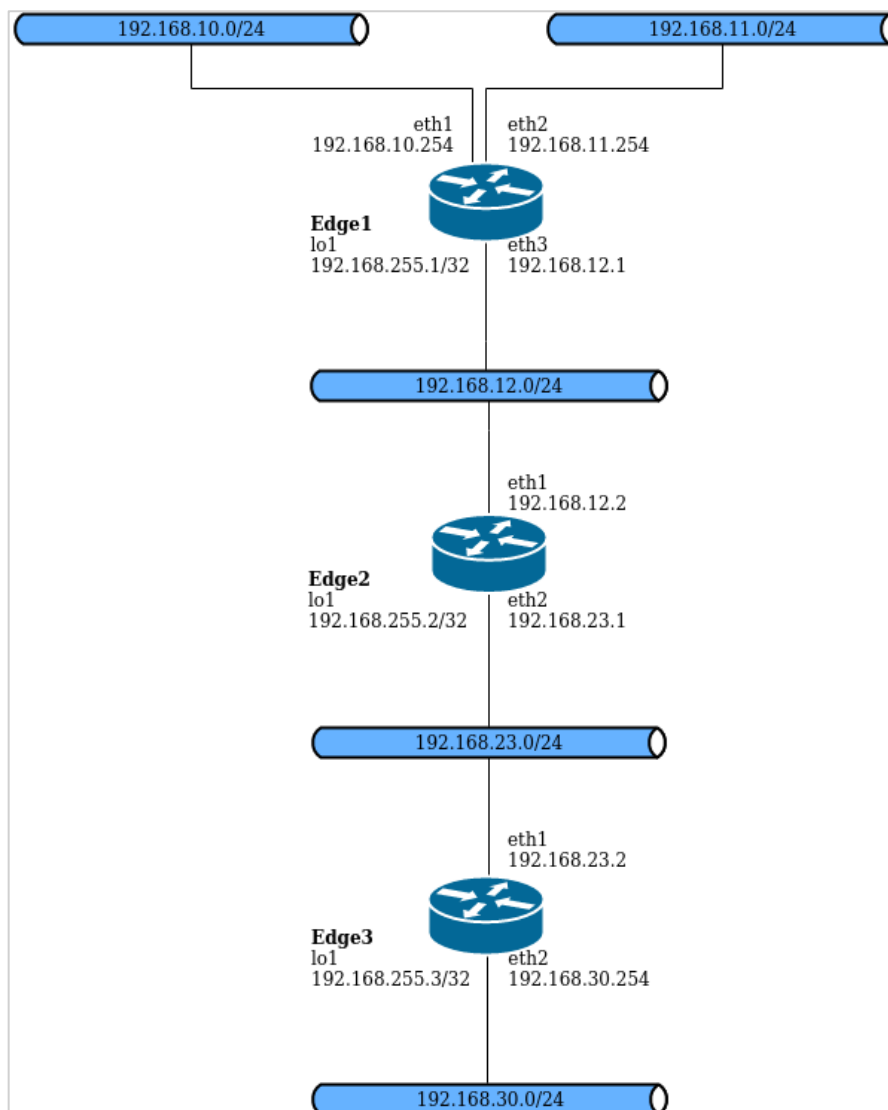 192.168.10.0/24
192.168.11.0/24
eth1
192.168.10.254
eth2
192.168.11.254
Edge1
lo1
192.168.255.1/32
eth3
192.168.12.1
192.168.12.0/24
eth1
192.168.12.2
Edge2
lo1
192.168.255.2/32
eth2
192.168.23.1
192.168.23.0/24
eth1
192.168.23.2
Edge3
lo1
192.168.255.3/32
eth2
192.168.30.254
192.168.30.0/24